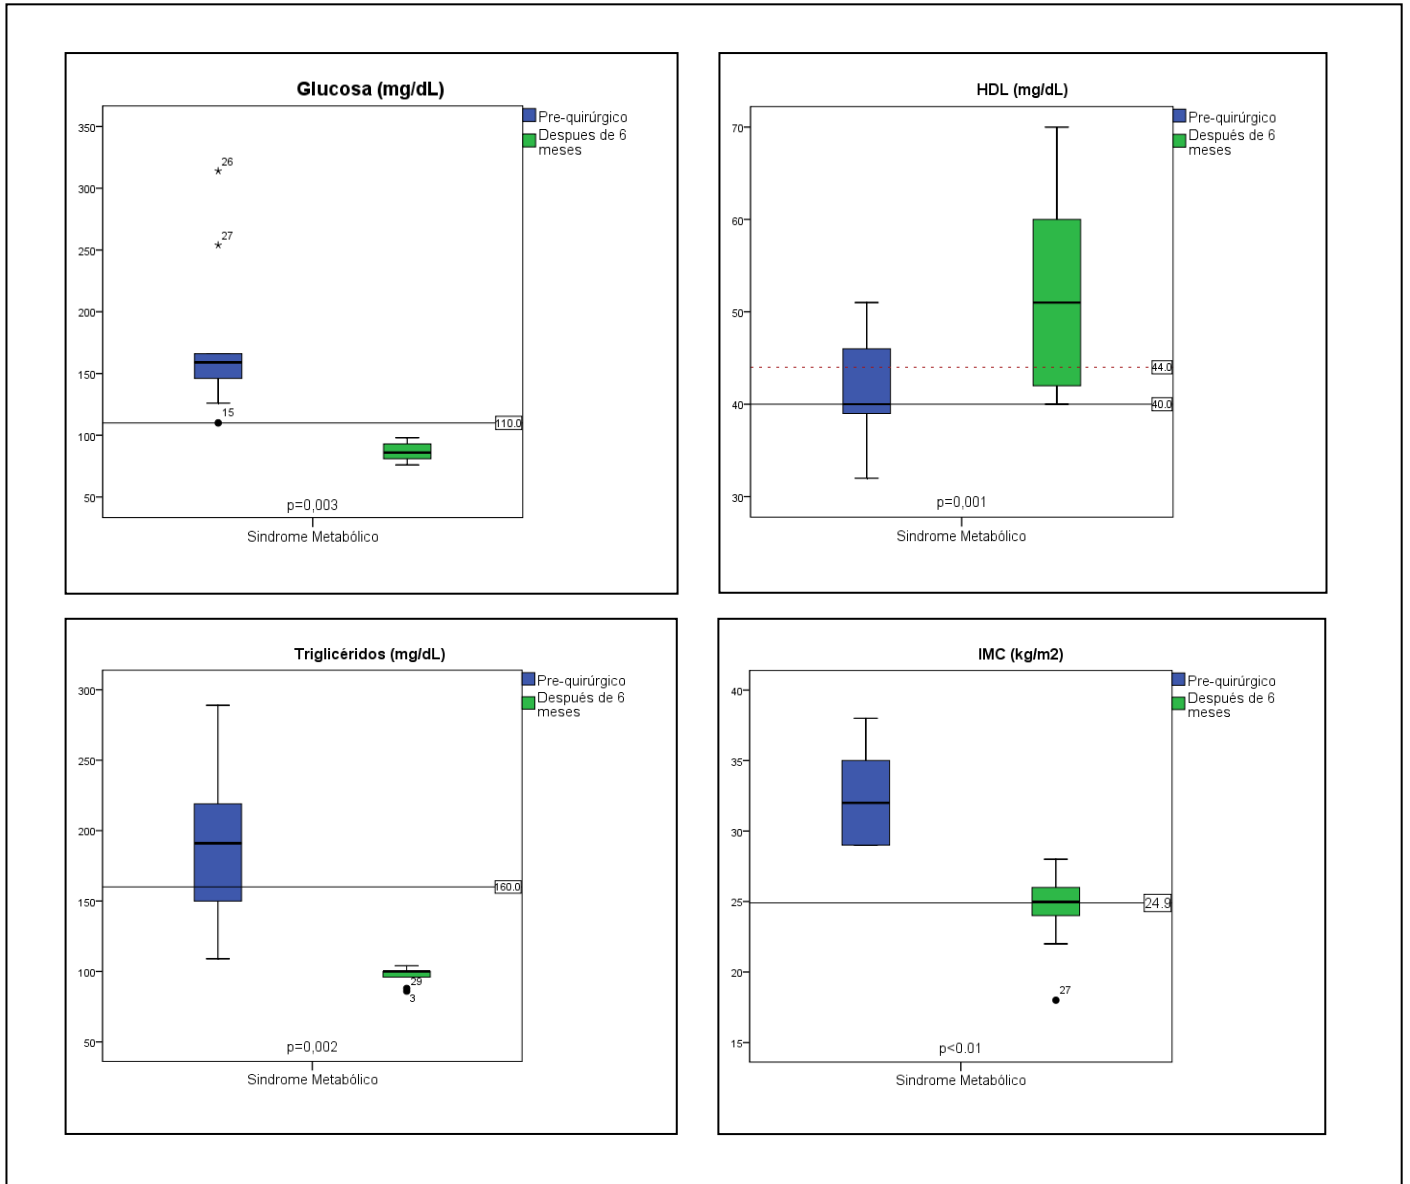 Glucosa (mg/dL)
Pre-quirúrgico
Despues de 6
meses
350
300
250
200
150
100
50
26
27
15
110.0
p=0,003
Sindrome Metabólico
HDL (mg/dL)
Pre-quirúrgico
Después de 6
meses
70
60
50
40
30
44.0
40.0
p=0,001
Sindrome Metabólico
Triglicéridos (mg/dL)
Pre-quirúrgico
Después de 6
meses
300
250
200
150
100
50
160.0
29
3
p=0,002
Sindrome Metabólico
IMC (kg/m2)
Pre-quirúrgico
Después de 6
meses
40
35
30
25
20
15
24.9
27
p<0.01
Sindrome Metabólico